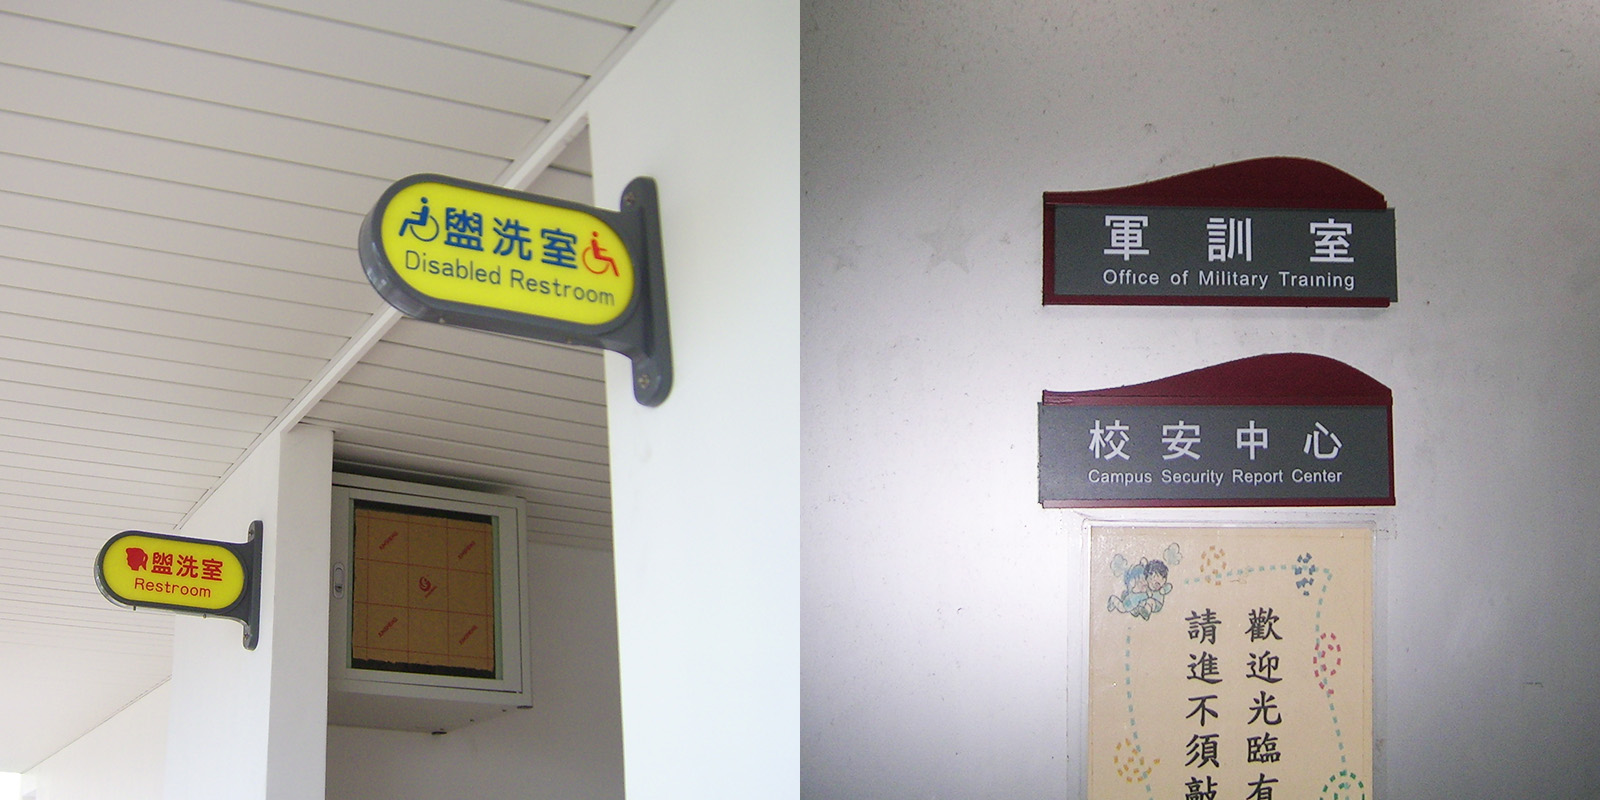 盥洗室
Disabled Restroom
盥洗室
Restroom
軍訓室
Office of Military Training
校安中心
Campus Security Report Center
歡迎光臨有
請進不須敲